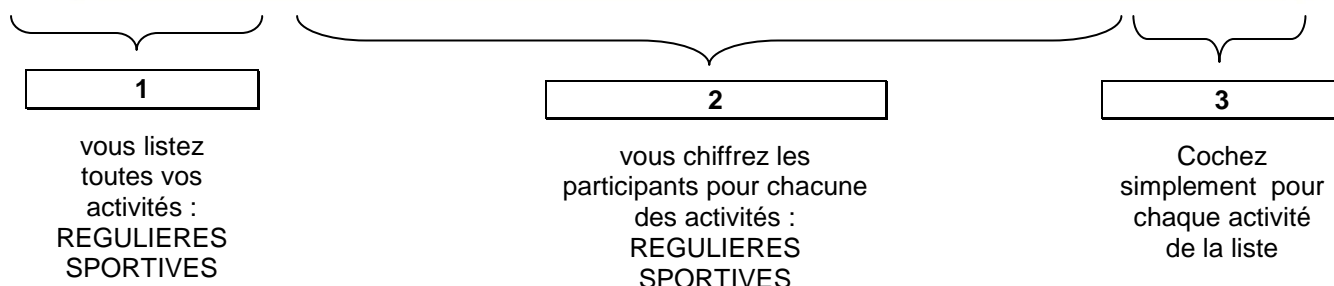 1
vous listez
toutes vos
activités :
REGULIERES
SPORTIVES
2
vous chiffrez les
participants pour chacune
des activités :
REGULIERES
SPORTIVES
3
Cochez
simplement pour
chaque activité
de la liste